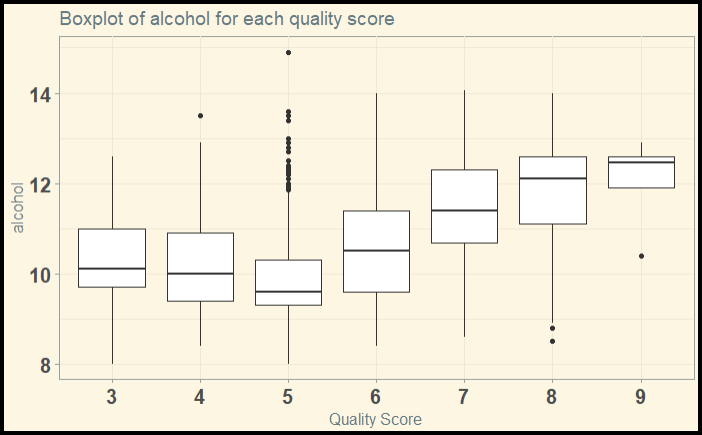 Boxplot of alcohol for each quality score
14
12
10
8
alcohol
3 4 5 6 7 8 9
Quality Score